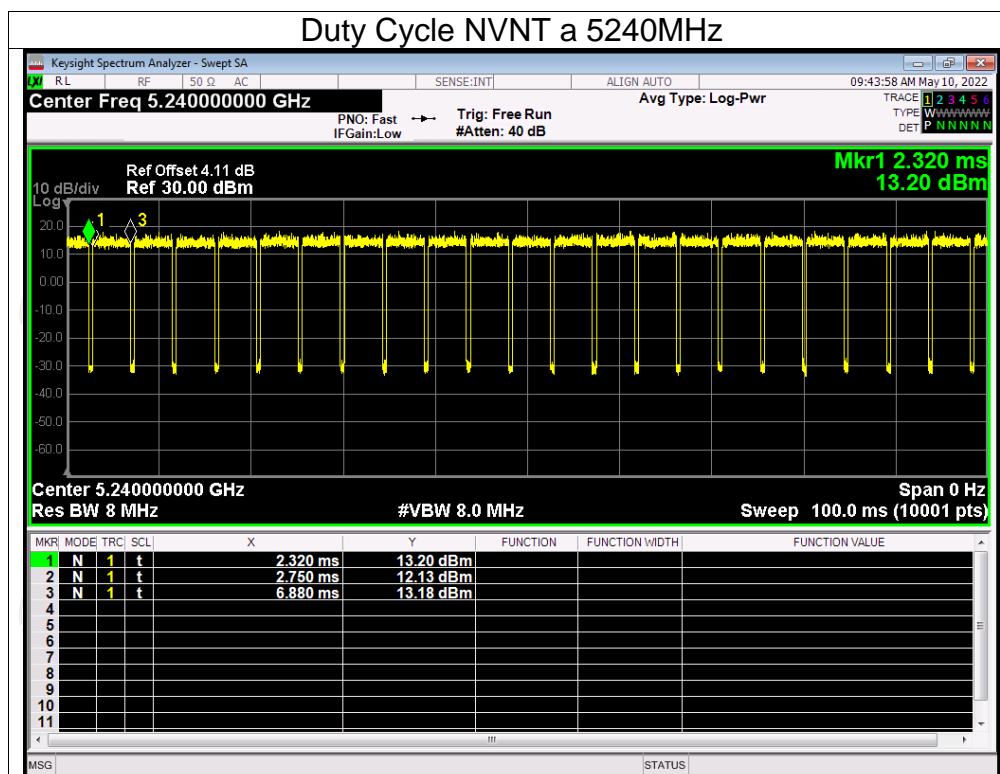 Duty Cycle NVNT a 5240MHz
Keysight Spectrum Analyzer - Swept SA
LXI RL RF 50 Ω AC SENSE:INT ALIGN AUTO 09:43:58 AM May 10, 2022
Center Freq 5.240000000 GHz Avg Type: Log-Pwr TRACE 1 2 3 4 5 6
PNO: Fast Trig: Free Run TYPE WWWWWW
IFGain:Low #Atten: 40 dB DET P N N N N N
Mkr1 2.320 ms
Ref Offset 4.11 dB
10 dB/div Ref 30.00 dBm 13.20 dBm
Log
1 3
20.0
10.0
0.00
-10.0
-20.0
-30.0
-40.0
-50.0
-60.0
Center 5.240000000 GHz Span 0 Hz
Res BW 8 MHz #VBW 8.0 MHz Sweep 100.0 ms (10001 pts)
MKR MODE TRC SCL X Y FUNCTION FUNCTION WIDTH FUNCTION VALUE
1 N 1 t 2.320 ms 13.20 dBm
2 N 1 t 2.750 ms 12.13 dBm
3 N 1 t 6.880 ms 13.18 dBm
4
5
6
7
8
9
10
11
MSG STATUS